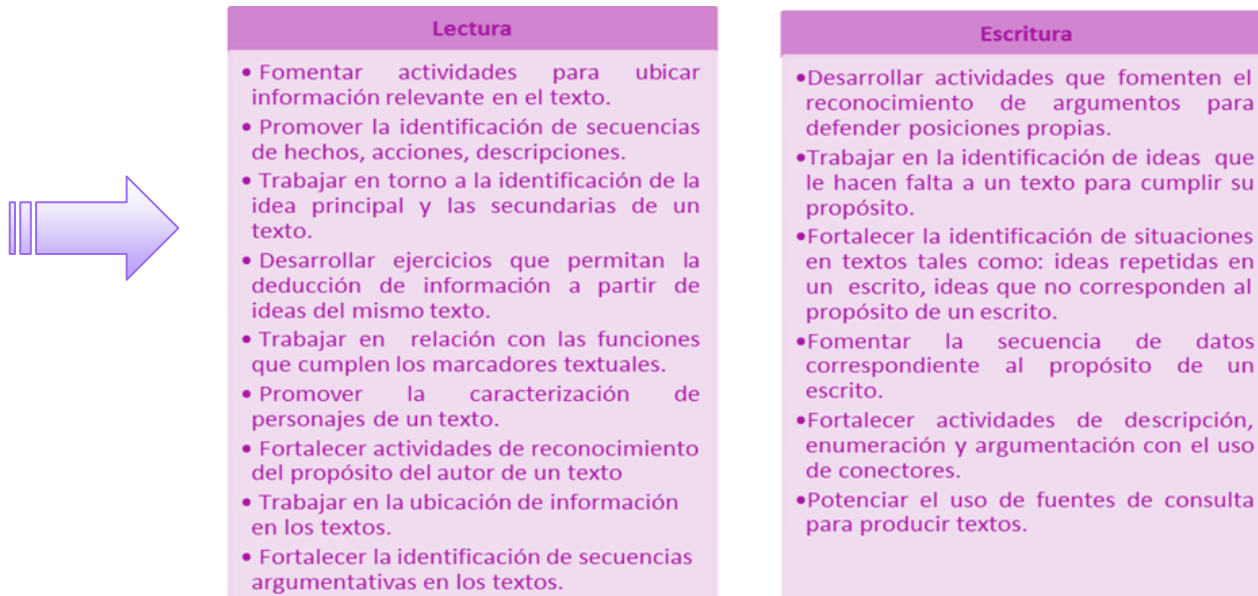 Lectura
• Fomentar actividades para ubicar
información relevante en el texto.
• Promover la identificación de secuencias
de hechos, acciones, descripciones.
• Trabajar en torno a la identificación de la
idea principal y las secundarias de un
texto.
• Desarrollar ejercicios que permitan la
deducción de información a partir de
ideas del mismo texto.
• Trabajar en relación con las funciones
que cumplen los marcadores textuales.
• Promover la caracterización de
personajes de un texto.
• Fortalecer actividades de reconocimiento
del propósito del autor de un texto
• Trabajar en la ubicación de información
en los textos.
• Fortalecer la identificación de secuencias
argumentativas en los textos.
Escritura
•Desarrollar actividades que fomenten el
reconocimiento de argumentos para
defender posiciones propias.
•Trabajar en la identificación de ideas que
le hacen falta a un texto para cumplir su
propósito.
•Fortalecer la identificación de situaciones
en textos tales como: ideas repetidas en
un escrito, ideas que no corresponden al
propósito de un escrito.
•Fomentar la secuencia de datos
correspondiente al propósito de un
escrito.
•Fortalecer actividades de descripción,
enumeración y argumentación con el uso
de conectores.
•Potenciar el uso de fuentes de consulta
para producir textos.